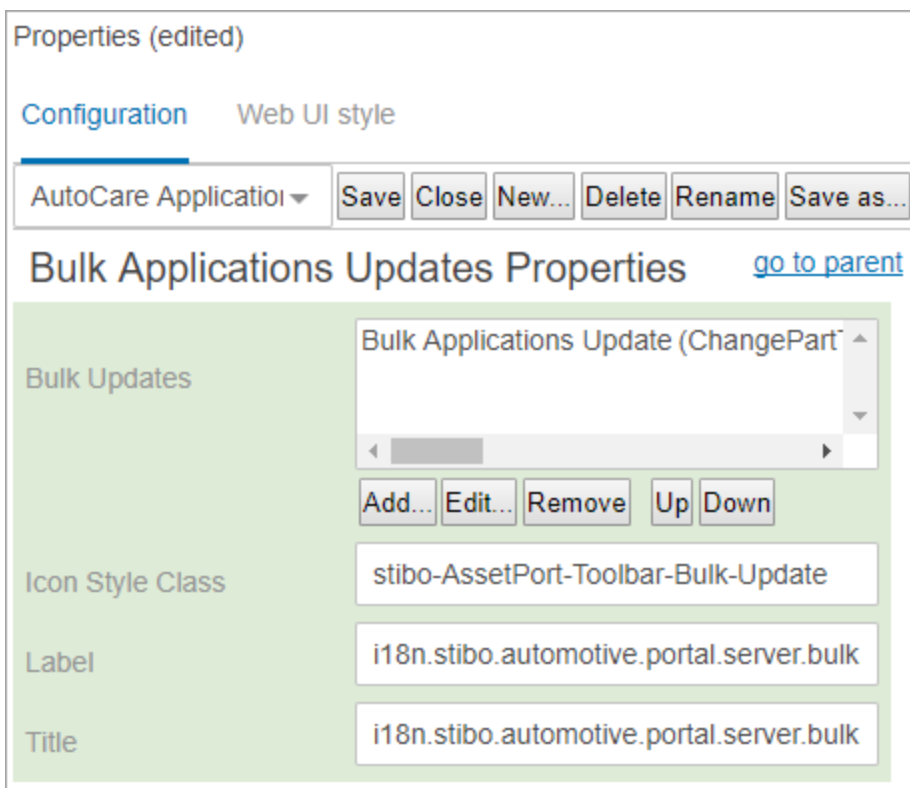 Properties (edited)
Configuration Web UI style
AutoCare Application Save Close New... Delete Rename Save as...
Bulk Applications Updates Properties go to parent
Bulk Updates
Bulk Applications Update (ChangePartT
Add... Edit... Remove Up Down
Icon Style Class stibo-AssetPort-Toolbar-Bulk-Update
Label i18n.stibo.automotive.portal.server.bulk
Title i18n.stibo.automotive.portal.server.bulk